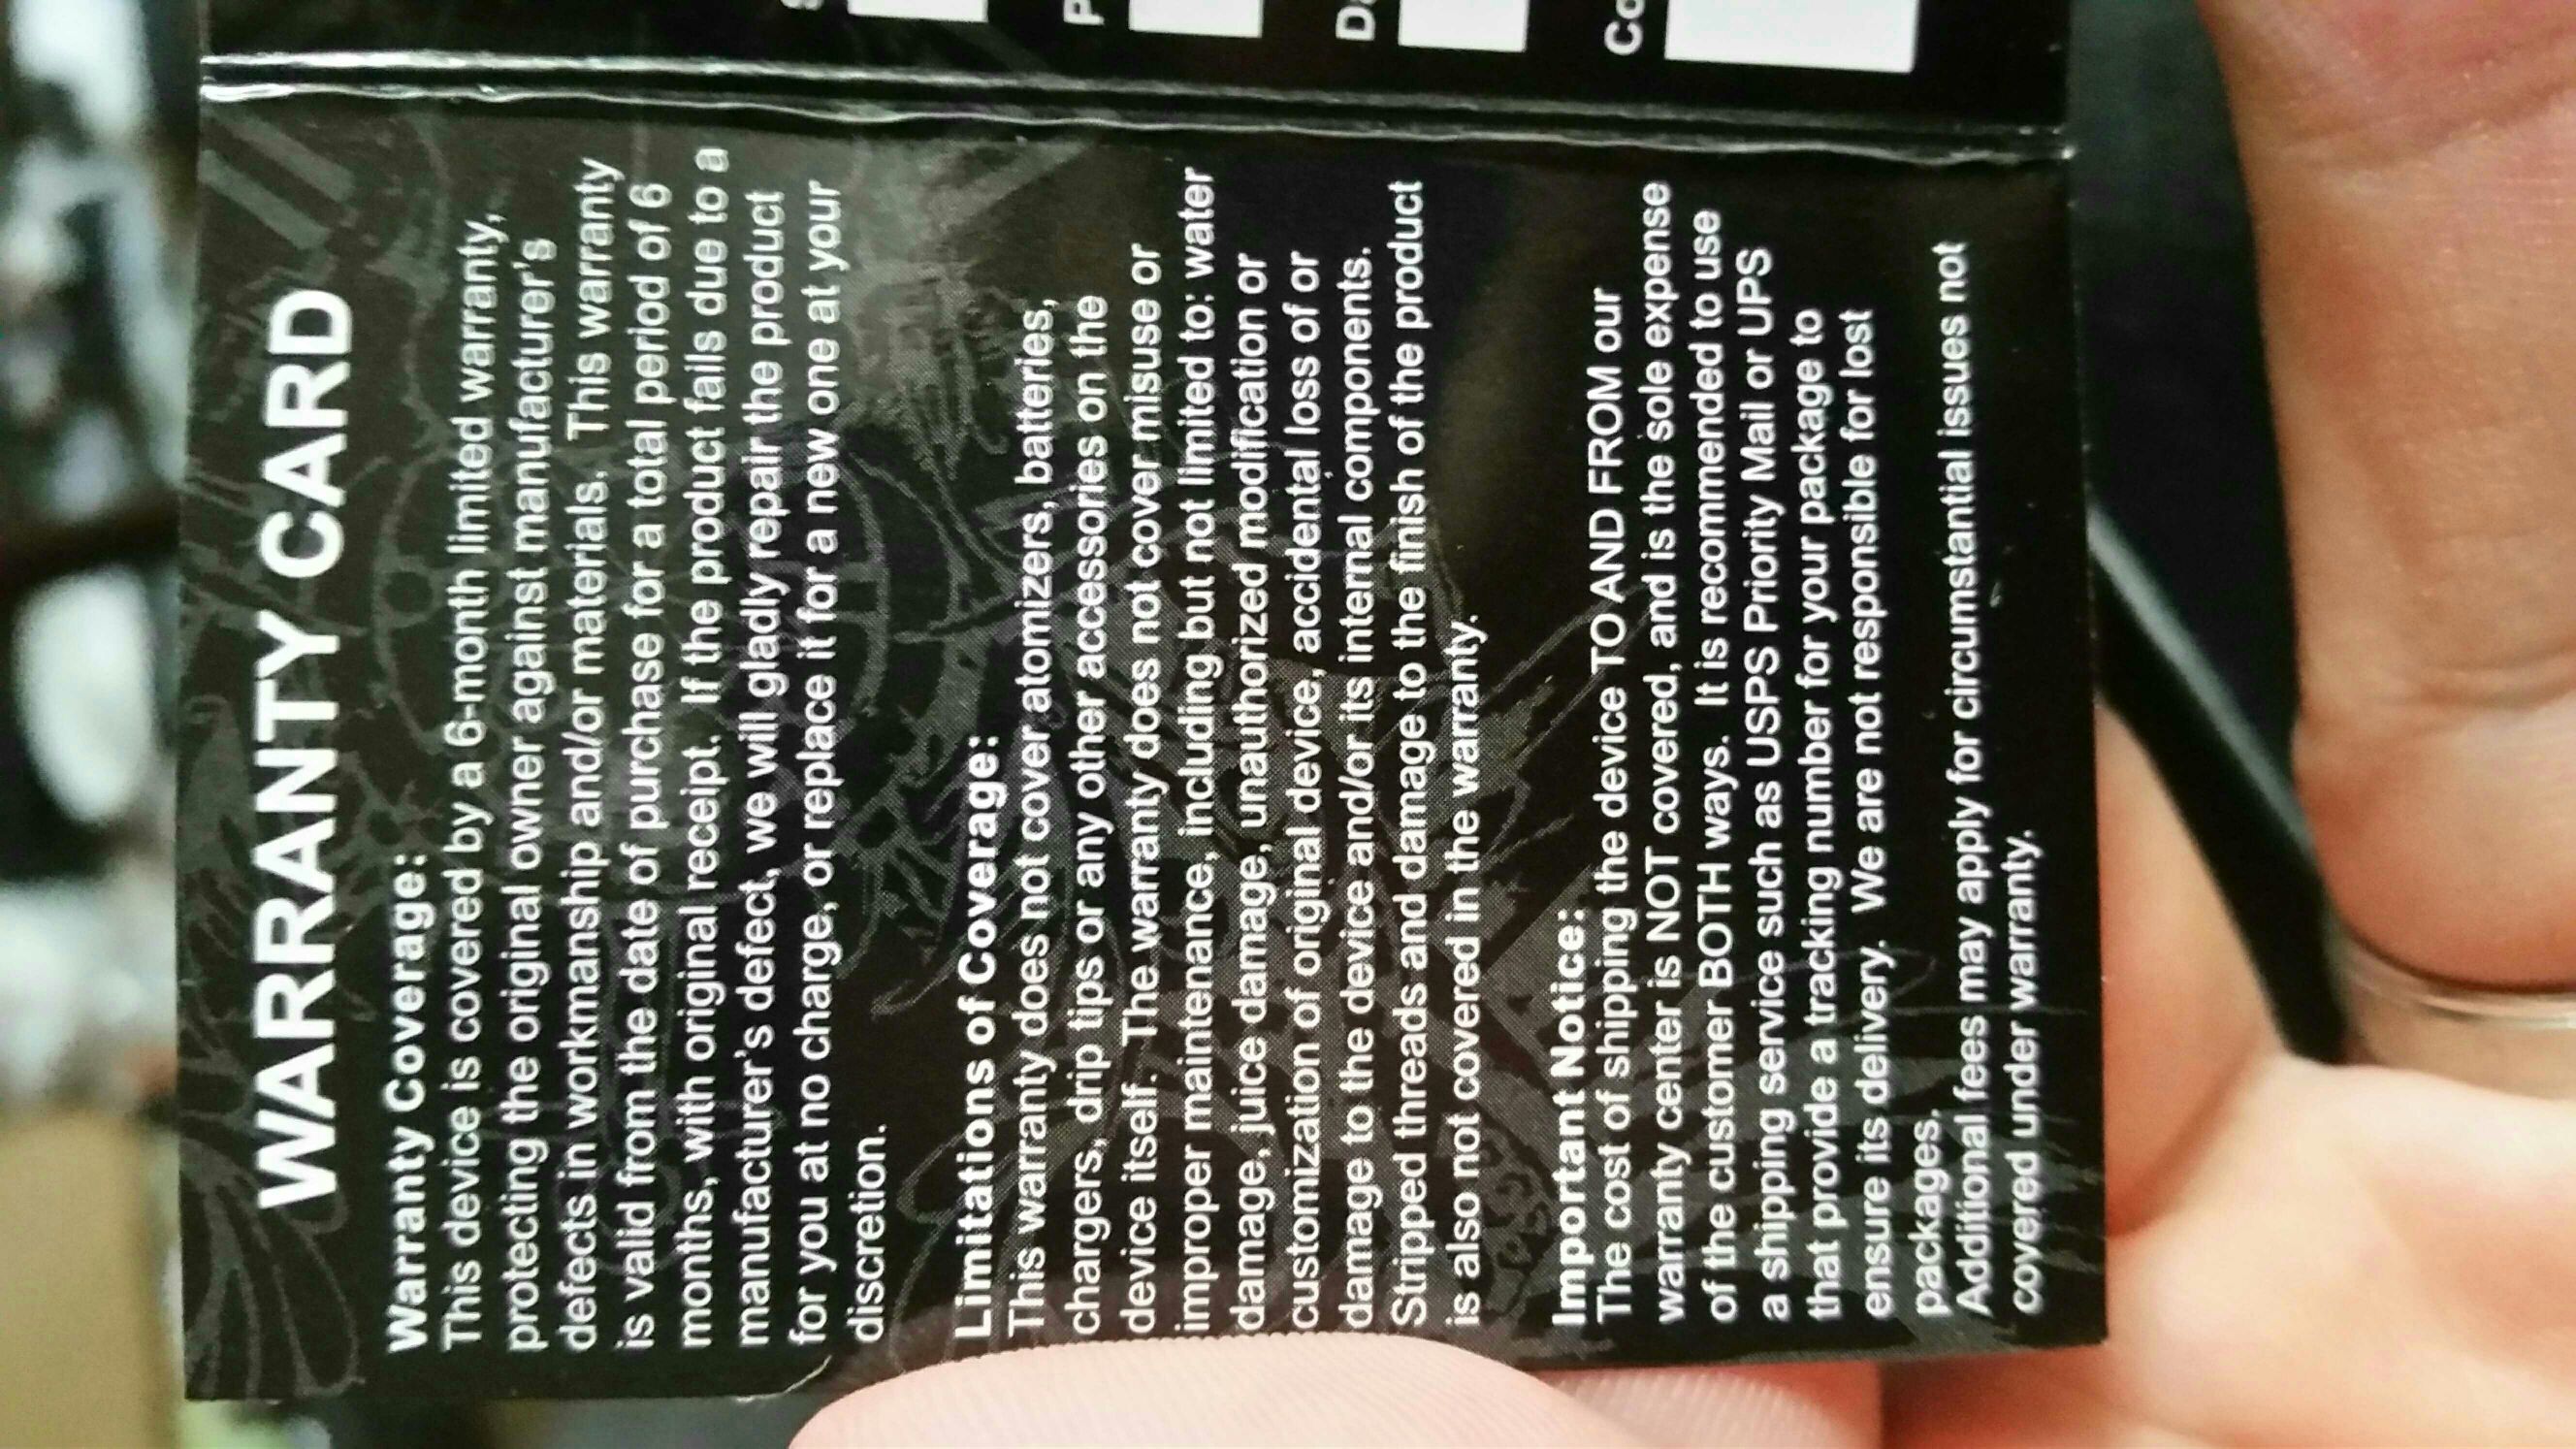 WARRANTY CARD
Warranty Coverage:
This device is covered by a 6-month limited warranty,
protecting the original owner against manufacturer's
defects in workmanship and/or materials. This warranty
is valid from the date of purchase for a total period of 6
months, with original receipt. If the product fails due to a
manufacturer's defect, we will gladly repair the product
for you at no charge, or replace it for a new one at your
discretion.
Limitations of Coverage:
This warranty does not cover atomizers, batteries,
chargers, drip tips or any other accessories on the
device itself. The warranty does not cover misuse or
improper maintenance, including but not limited to: water
damage, juice damage, unauthorized modification or
customization of original device, accidental loss of or
damage to the device and/or its internal components.
Stripped threads and damage to the finish of the product
is also not covered in the warranty.
Important Notice:
The cost of shipping the device TO AND FROM our
warranty center is NOT covered, and is the sole expense
of the customer BOTH ways. It is recommended to use
a shipping service such as USPS Priority Mail or UPS
that provide a tracking number for your package to
ensure its delivery. We are not responsible for lost
packages.
Additional fees may apply for circumstantial issues not
covered under warranty.